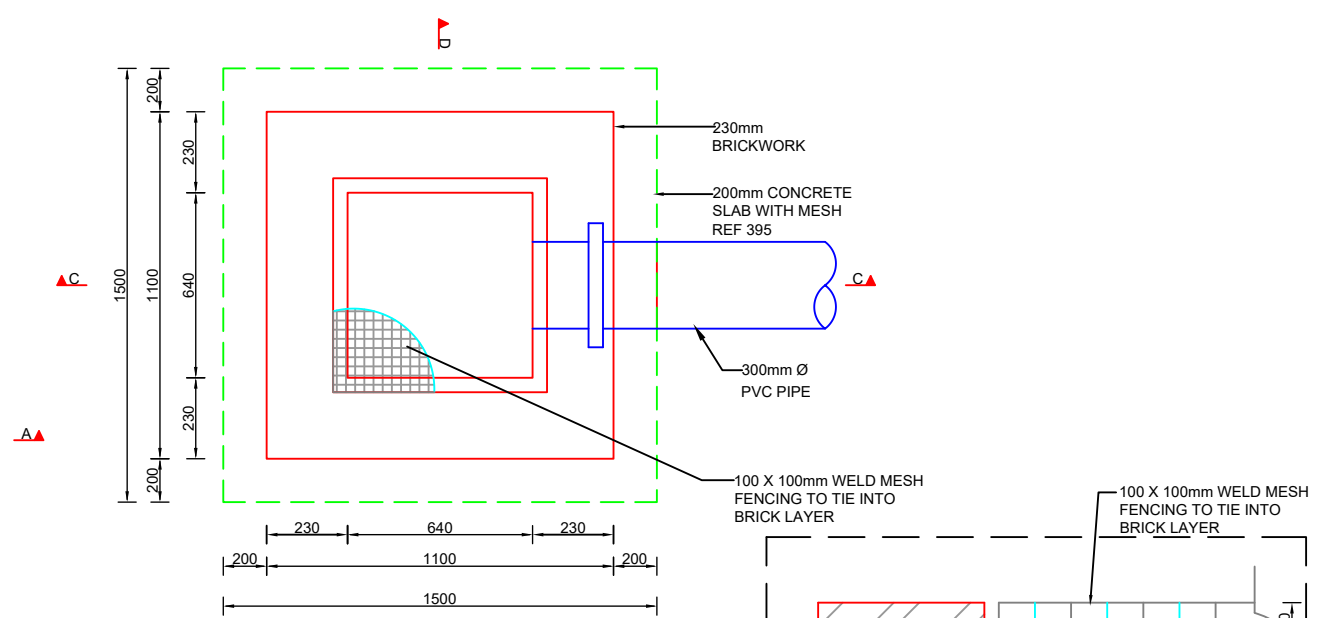 D
200
230
1500
1100
640
230
200
C
C
A
230mm
BRICKWORK
200mm CONCRETE
SLAB WITH MESH
REF 395
300mm Ø
PVC PIPE
100 X 100mm WELD MESH
FENCING TO TIE INTO
BRICK LAYER
100 X 100mm WELD MESH
FENCING TO TIE INTO
BRICK LAYER
230 640 230
200 1100 200
1500